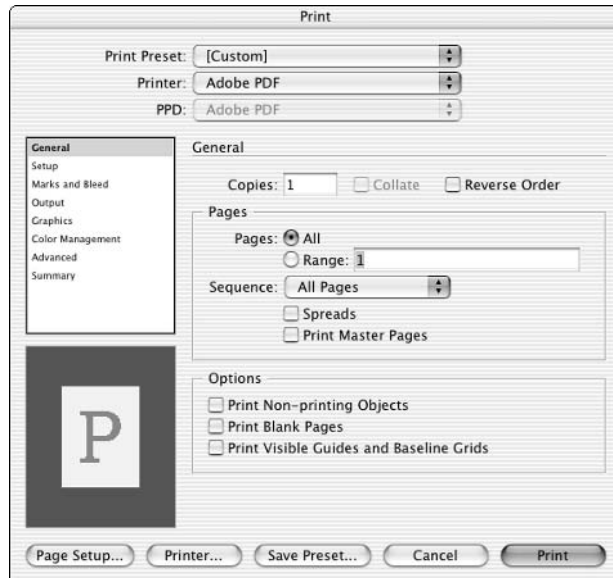 Print
Print Preset: [Custom]
Printer: Adobe PDF
PPD: Adobe PDF
General
Setup
Marks and Bleed
Output
Graphics
Color Management
Advanced
Summary
General
Copies: 1 Collate Reverse Order
Pages
Pages: All
Range: 1
Sequence: All Pages
Spreads
Print Master Pages
Options
Print Non-printing Objects
Print Blank Pages
Print Visible Guides and Baseline Grids
P
Page Setup... Printer... Save Preset... Cancel Print